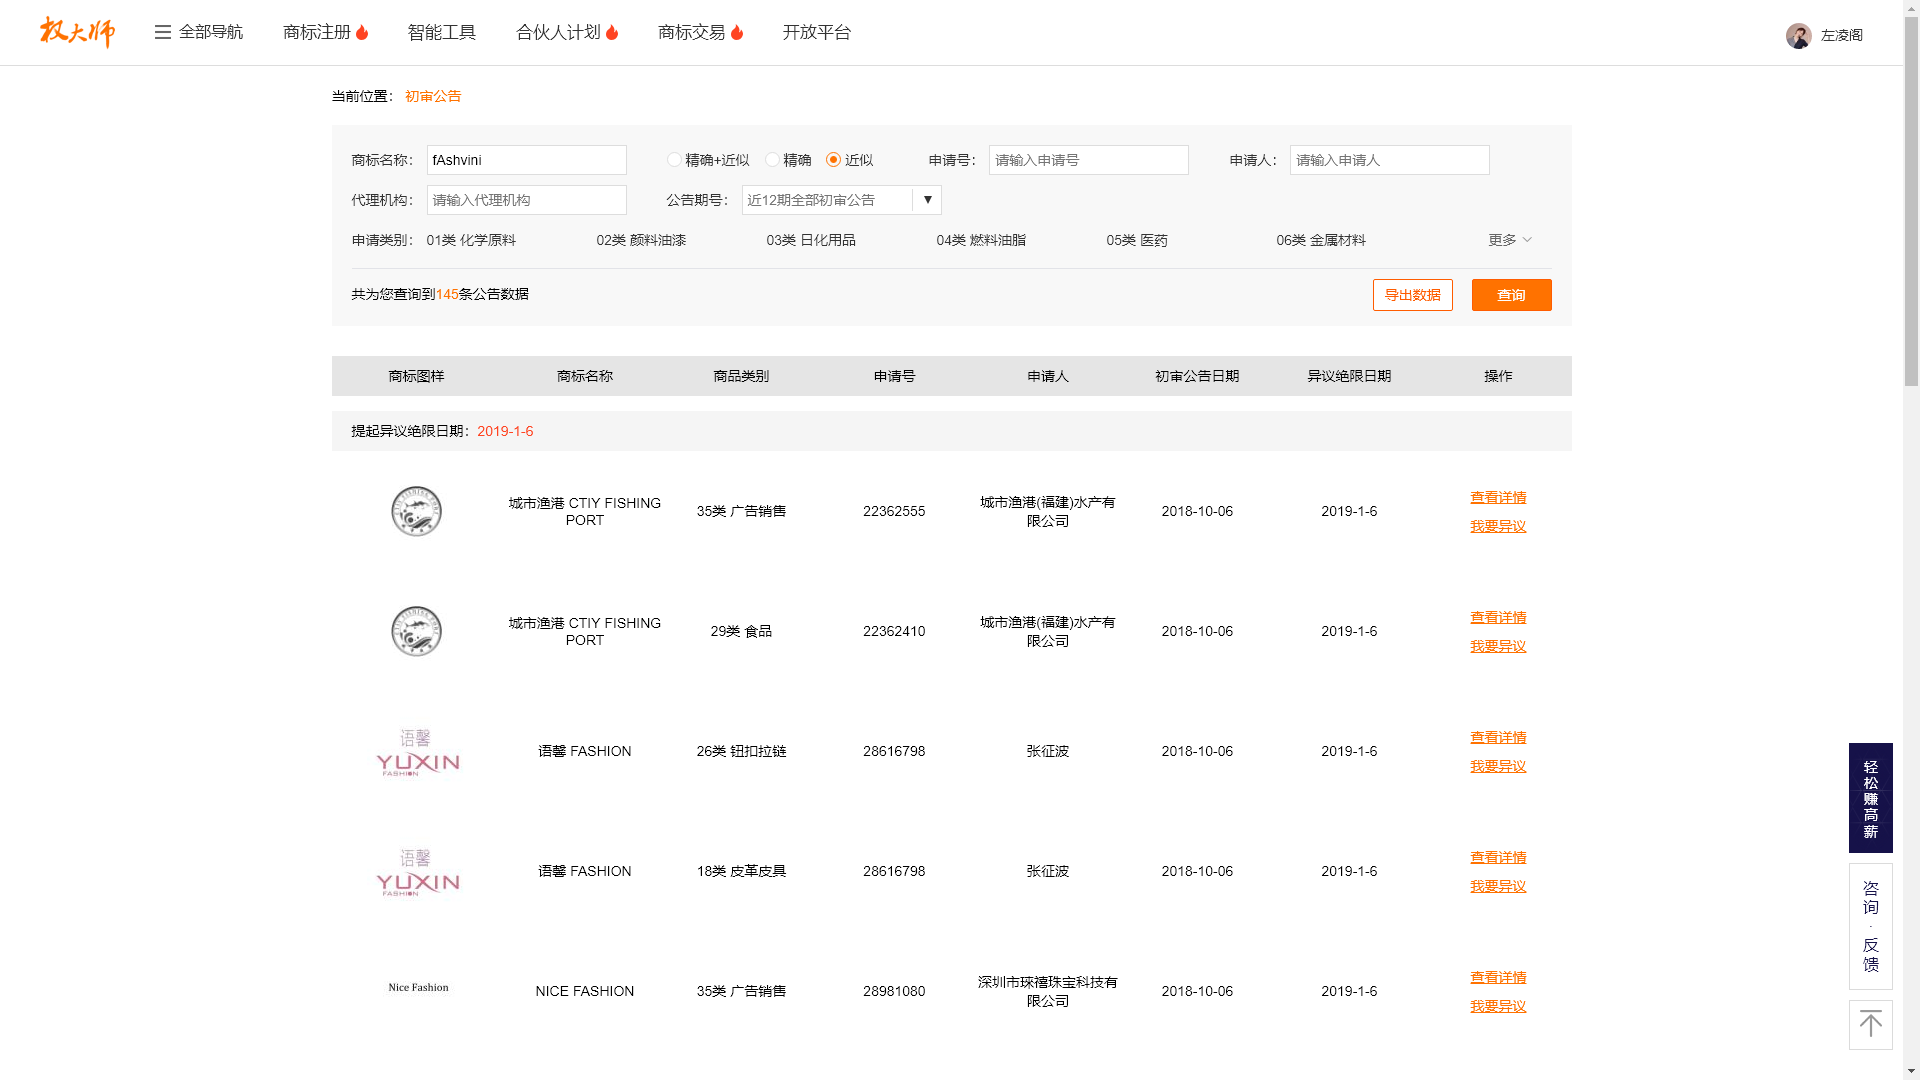 权大师 全部导航 商标注册 智能工具 合伙人计划 商标交易 开放平台 左凌阁
当前位置： 初审公告
商标名称： fAshvini 精确+近似 精确 近似 申请号： 请输入申请号 申请人： 请输入申请人
代理机构： 请输入代理机构 公告期号： 近12期全部初审公告 ▼
申请类别： 01类 化学原料 02类 颜料油漆 03类 日化用品 04类 燃料油脂 05类 医药 06类 金属材料 更多
共为您查询到145条公告数据 导出数据 查询
商标图样 商标名称 商品类别 申请号 申请人 初审公告日期 异议绝限日期 操作
提起异议绝限日期：2019-1-6
城市渔港 CTIY FISHING PORT 35类 广告销售 22362555 城市渔港(福建)水产有限公司 2018-10-06 2019-1-6 查看详情 我要异议
城市渔港 CTIY FISHING PORT 29类 食品 22362410 城市渔港(福建)水产有限公司 2018-10-06 2019-1-6 查看详情 我要异议
语馨 YUXIN FASHION 语馨 FASHION 26类 钮扣拉链 28616798 张征波 2018-10-06 2019-1-6 查看详情 我要异议
语馨 YUXIN FASHION 语馨 FASHION 18类 皮革皮具 28616798 张征波 2018-10-06 2019-1-6 查看详情 我要异议
Nice Fashion NICE FASHION 35类 广告销售 28981080 深圳市琜禧珠宝科技有限公司 2018-10-06 2019-1-6 查看详情 我要异议
轻松赚高薪
咨询·反馈